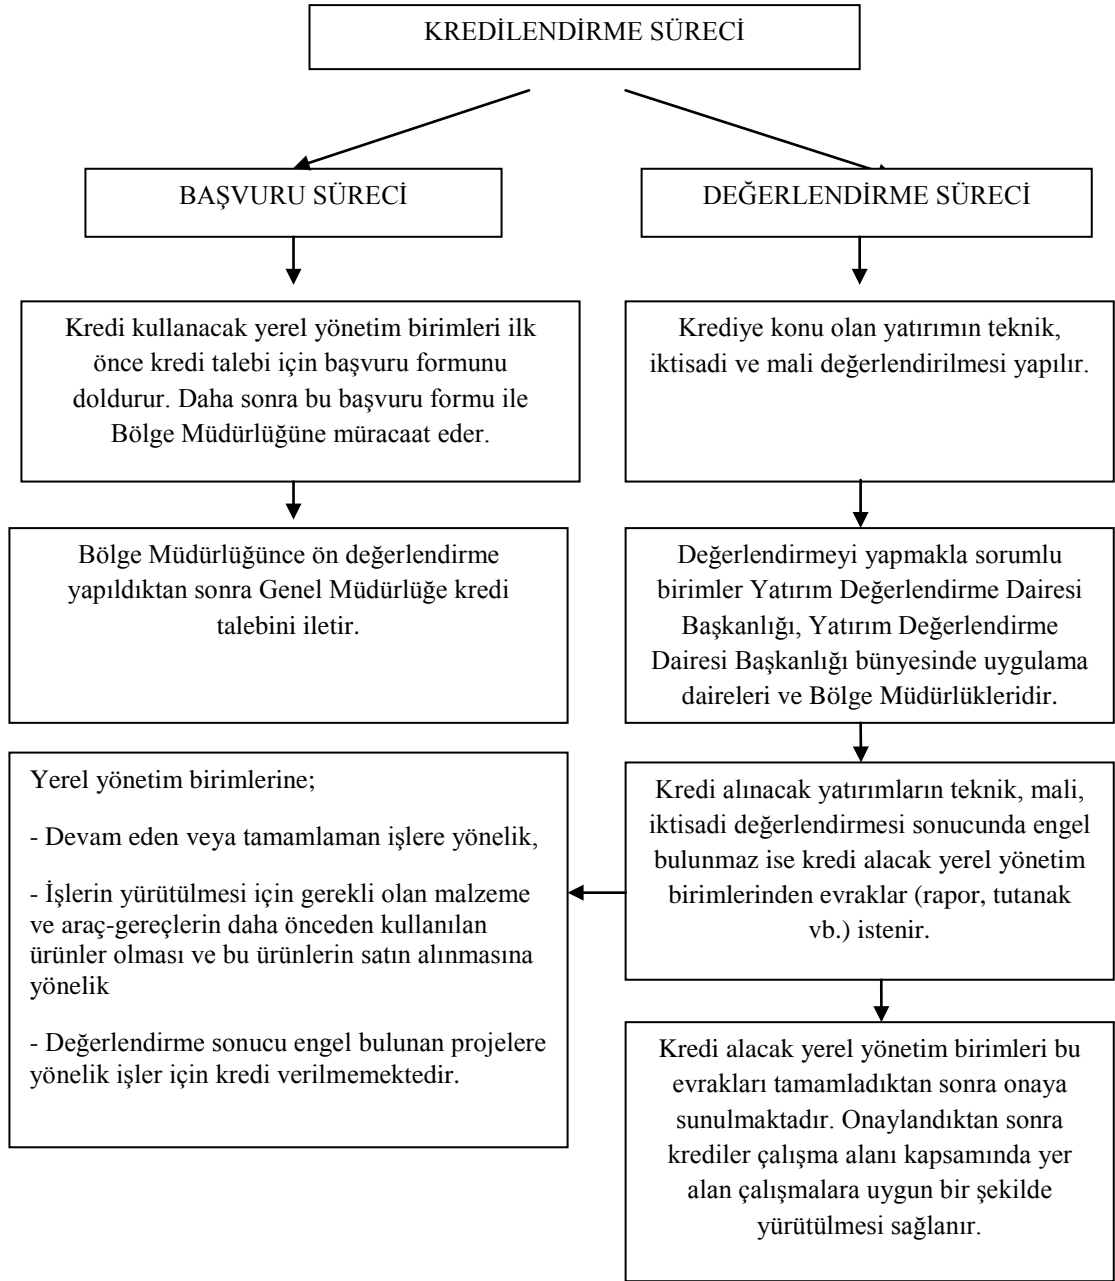 KREDİLENDİRME SÜRECİ
BAŞVURU SÜRECİ
Kredi kullanacak yerel yönetim birimleri ilk
önce kredi talebi için başvuru formunu
doldurur. Daha sonra bu başvuru formu ile
Bölge Müdürlüğüne müracaat eder.
Bölge Müdürlüğünce ön değerlendirme
yapıldıktan sonra Genel Müdürlüğe kredi
talebini iletir.
DEĞERLENDİRME SÜRECİ
Krediye konu olan yatırımın teknik,
iktisadi ve mali değerlendirilmesi yapılır.
Değerlendirmeyi yapmakla sorumlu
birimler Yatırım Değerlendirme Dairesi
Başkanlığı, Yatırım Değerlendirme
Dairesi Başkanlığı bünyesinde uygulama
daireleri ve Bölge Müdürlükleridir.
Kredi alınacak yatırımların teknik, mali,
iktisadi değerlendirmesi sonucunda engel
bulunmaz ise kredi alacak yerel yönetim
birimlerinden evraklar (rapor, tutanak
vb.) istenir.
Yerel yönetim birimlerine;
- Devam eden veya tamamlaman işlere yönelik,
- İşlerin yürütülmesi için gerekli olan malzeme
ve araç-gereçlerin daha önceden kullanılan
ürünler olması ve bu ürünlerin satın alınmasına
yönelik
- Değerlendirme sonucu engel bulunan projelere
yönelik işler için kredi verilmemektedir.
Kredi alacak yerel yönetim birimleri bu
evrakları tamamladıktan sonra onaya
sunulmaktadır. Onaylandıktan sonra
krediler çalışma alanı kapsamında yer
alan çalışmalara uygun bir şekilde
yürütülmesi sağlanır.